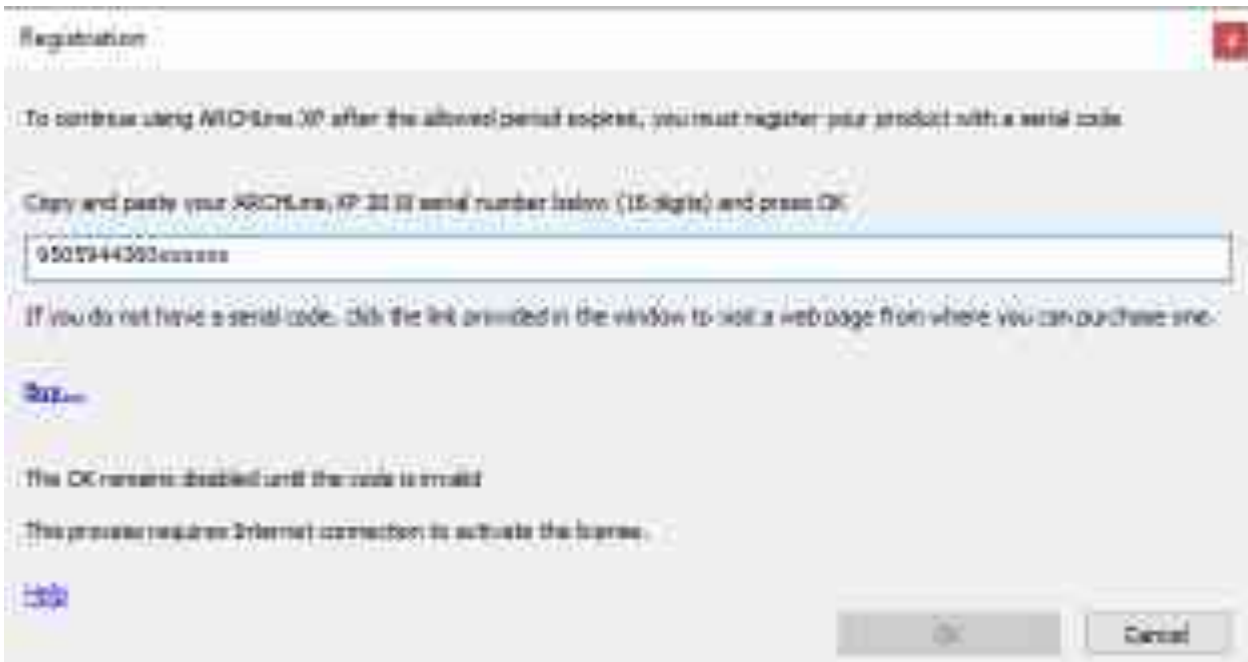 Registration
To continue using ARCHLine.XP after the allowed period expires, you must register your product with a serial code
Copy and paste your ARCHLine.XP serial number below (16 digits) and press OK
If you do not have a serial code, click the link provided in the window to visit a web page from where you can purchase one.
Buy...
The OK remains disabled until the code is invalid
This process requires Internet connection to activate the license.
Help
OK
Cancel